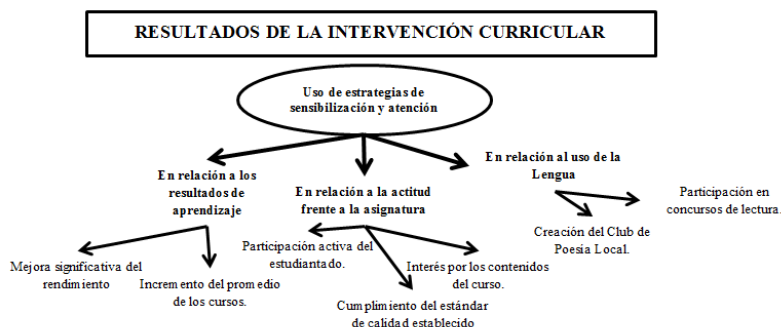 RESULTADOS DE LA INTERVENCIÓN CURRICULAR
Uso de estrategias de
sensibilización y atención
En relación a los
resultados de
aprendizaje
En relación a la actitud
frente a la asignatura
En relación al uso de la
Lengua
Mejora significativa del
rendimiento
Incremento del promedio
de los cursos.
Participación activa del
estudiantado.
Cumplimiento del estándar
de calidad establecido
Interés por los contenidos
del curso.
Creación del Club de
Poesía Local.
Participación en
concursos de lectura.